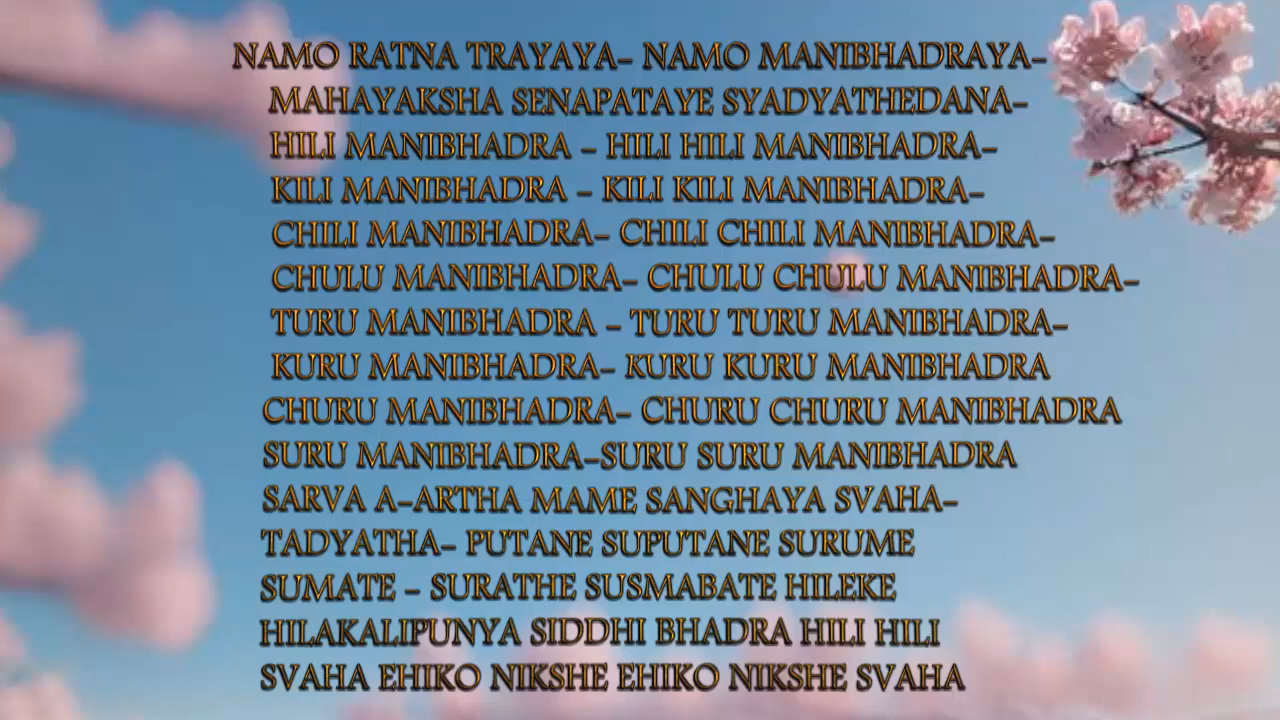 NAMO RATNA TRAYAYA- NAMO MANIBHADRAYA-
MAHAYAKSHA SENAPATAYE SYADYATHEDANA-
HILI MANIBHADRA - HILI HILI MANIBHADRA-
KILI MANIBHADRA - KILI KILI MANIBHADRA-
CHILI MANIBHADRA- CHILI CHILI MANIBHADRA-
CHULU MANIBHADRA- CHULU CHULU MANIBHADRA-
TURU MANIBHADRA - TURU TURU MANIBHADRA-
KURU MANIBHADRA- KURU KURU MANIBHADRA
CHURU MANIBHADRA- CHURU CHURU MANIBHADRA
SURU MANIBHADRA-SURU SURU MANIBHADRA
SARVA A-ARTHA MAME SANGHAYA SVAHA-
TADYATHA- PUTANE SUPUTANE SURUME
SUMATE - SURATHE SUSMABATE HILEKE
HILAKALIPUNYA SIDDHI BHADRA HILI HILI
SVAHA EHIKO NIKSHE EHIKO NIKSHE SVAHA